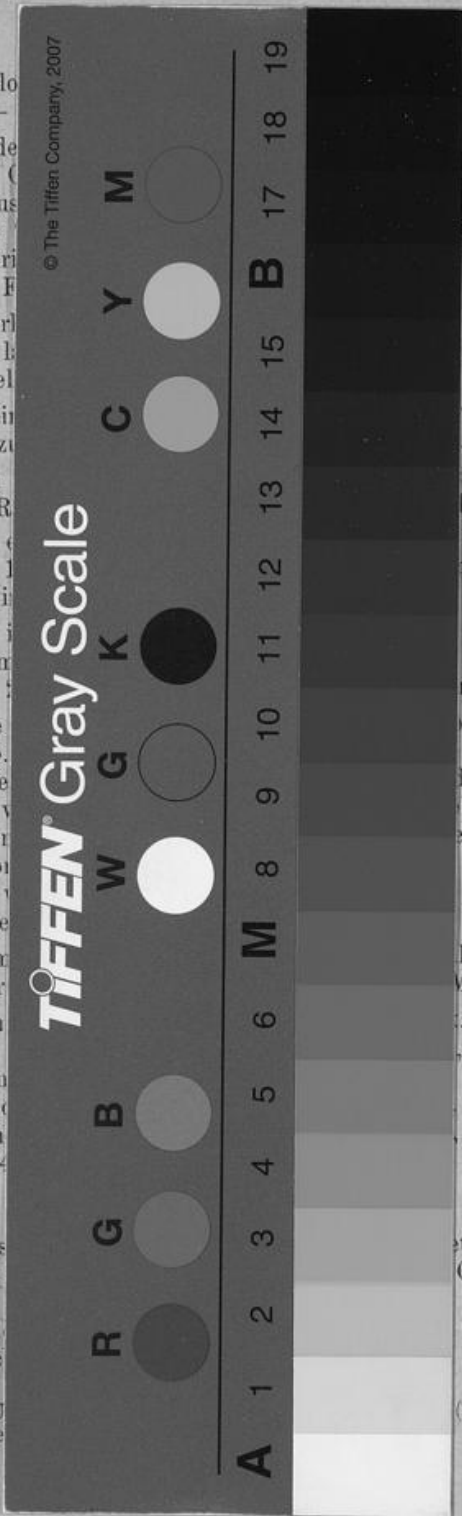 © The Tiffen Company, 2007
TIFFEN® Gray Scale
R G B W G K C Y M
A 1 2 3 4 5 6 M 8 9 10 11 12 13 14 15 B 17 18 19